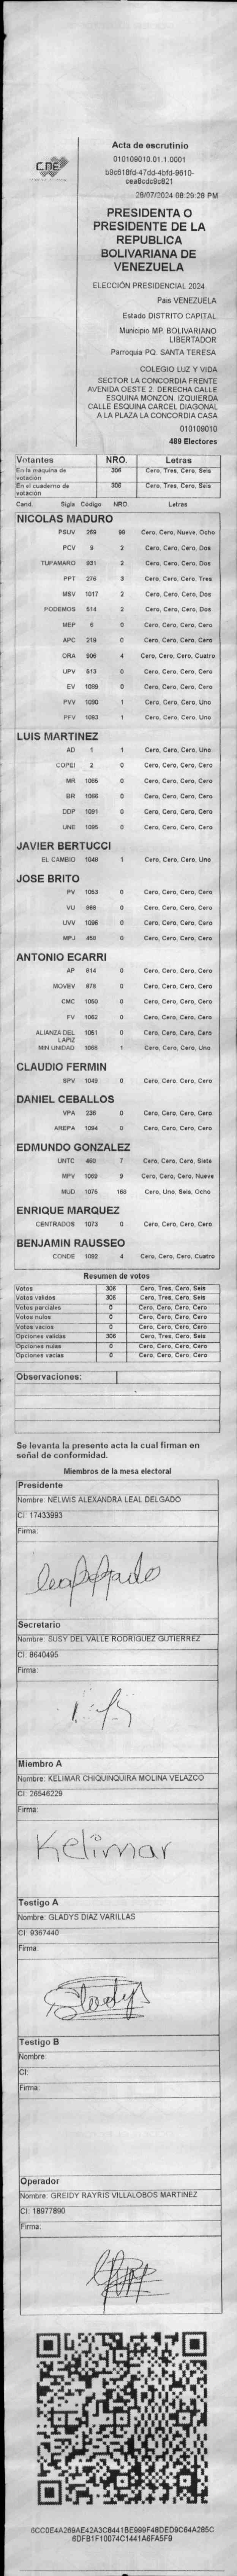 CNE
Acta de escrutinio
010109010.01.1.0001
b9c618fd-47dd-4bfd-9610-
cea8cdc9c821
28/07/2024 08:29:28 PM
PRESIDENTA O
PRESIDENTE DE LA
REPUBLICA
BOLIVARIANA DE
VENEZUELA
ELECCIÓN PRESIDENCIAL 2024
Pais VENEZUELA
Estado DISTRITO CAPITAL
Municipio MP. BOLIVARIANO
LIBERTADOR
Parroquia PQ. SANTA TERESA
COLEGIO LUZ Y VIDA
SECTOR LA CONCORDIA FRENTE
AVENIDA OESTE 2. DERECHA CALLE
ESQUINA MONZON. IZQUIERDA
CALLE ESQUINA CARCEL DIAGONAL
A LA PLAZA LA CONCORDIA CASA
010109010
489 Electores
Votantes NRO. Letras
En la máquina de votación 306 Cero, Tres, Cero, Seis
En el cuaderno de votación 306 Cero, Tres, Cero, Seis
Cand. Sigla Código NRO. Letras
NICOLAS MADURO
PSUV 269 98 Cero, Cero, Nueve, Ocho
PCV 9 2 Cero, Cero, Cero, Dos
TUPAMARO 931 2 Cero, Cero, Cero, Dos
PPT 276 3 Cero, Cero, Cero, Tres
MSV 1017 2 Cero, Cero, Cero, Dos
PODEMOS 514 2 Cero, Cero, Cero, Dos
MEP 6 0 Cero, Cero, Cero, Cero
APC 219 0 Cero, Cero, Cero, Cero
ORA 906 4 Cero, Cero, Cero, Cuatro
UPV 513 0 Cero, Cero, Cero, Cero
EV 1089 0 Cero, Cero, Cero, Cero
PVV 1090 1 Cero, Cero, Cero, Uno
PFV 1093 1 Cero, Cero, Cero, Uno
LUIS MARTINEZ
AD 1 1 Cero, Cero, Cero, Uno
COPEI 2 0 Cero, Cero, Cero, Cero
MR 1065 0 Cero, Cero, Cero, Cero
BR 1066 0 Cero, Cero, Cero, Cero
DDP 1091 0 Cero, Cero, Cero, Cero
UNE 1095 0 Cero, Cero, Cero, Cero
JAVIER BERTUCCI
EL CAMBIO 1048 1 Cero, Cero, Cero, Uno
JOSE BRITO
PV 1053 0 Cero, Cero, Cero, Cero
VU 868 0 Cero, Cero, Cero, Cero
UVV 1096 0 Cero, Cero, Cero, Cero
MPJ 458 0 Cero, Cero, Cero, Cero
ANTONIO ECARRI
AP 814 0 Cero, Cero, Cero, Cero
MOVEV 978 0 Cero, Cero, Cero, Cero
CMC 1050 0 Cero, Cero, Cero, Cero
FV 1062 0 Cero, Cero, Cero, Cero
ALIANZA DEL LAPIZ 1051 0 Cero, Cero, Cero, Cero
MIN UNIDAD 1068 1 Cero, Cero, Cero, Uno
CLAUDIO FERMIN
SPV 1049 0 Cero, Cero, Cero, Cero
DANIEL CEBALLOS
VPA 236 0 Cero, Cero, Cero, Cero
AREPA 1094 0 Cero, Cero, Cero, Cero
EDMUNDO GONZALEZ
UNTC 460 7 Cero, Cero, Cero, Siete
MPV 1069 9 Cero, Cero, Cero, Nueve
MUD 1075 168 Cero, Uno, Seis, Ocho
ENRIQUE MARQUEZ
CENTRADOS 1073 0 Cero, Cero, Cero, Cero
BENJAMIN RAUSSEO
CONDE 1092 4 Cero, Cero, Cero, Cuatro
Resumen de votos
Votos 306 Cero, Tres, Cero, Seis
Votos validos 306 Cero, Tres, Cero, Seis
Votos parciales 0 Cero, Cero, Cero, Cero
Votos nulos 0 Cero, Cero, Cero, Cero
Votos vacios 0 Cero, Cero, Cero, Cero
Opciones validas 306 Cero, Tres, Cero, Seis
Opciones nulas 0 Cero, Cero, Cero, Cero
Opciones vacias 0 Cero, Cero, Cero, Cero
Observaciones:
Se levanta la presente acta la cual firman en
señal de conformidad.
Miembros de la mesa electoral
Presidente
Nombre: NELWIS ALEXANDRA LEAL DELGADO
CI: 17433993
Firma:
Secretario
Nombre: SUSY DEL VALLE RODRIGUEZ GUTIERREZ
CI: 8640495
Firma:
Miembro A
Nombre: KELIMAR CHIQUINQUIRA MOLINA VELAZCO
CI: 26546229
Firma:
Kelimar
Testigo A
Nombre: GLADYS DIAZ VARILLAS
CI: 9367440
Firma:
Gladys
Testigo B
Nombre:
CI:
Firma:
Operador
Nombre: GREIDY RAYRIS VILLALOBOS MARTINEZ
CI: 18977890
Firma:
6CC0E4A269AE42A3C8441BE999F48DED9C64A265C
6DFB1F10074C1441A6FA5F9